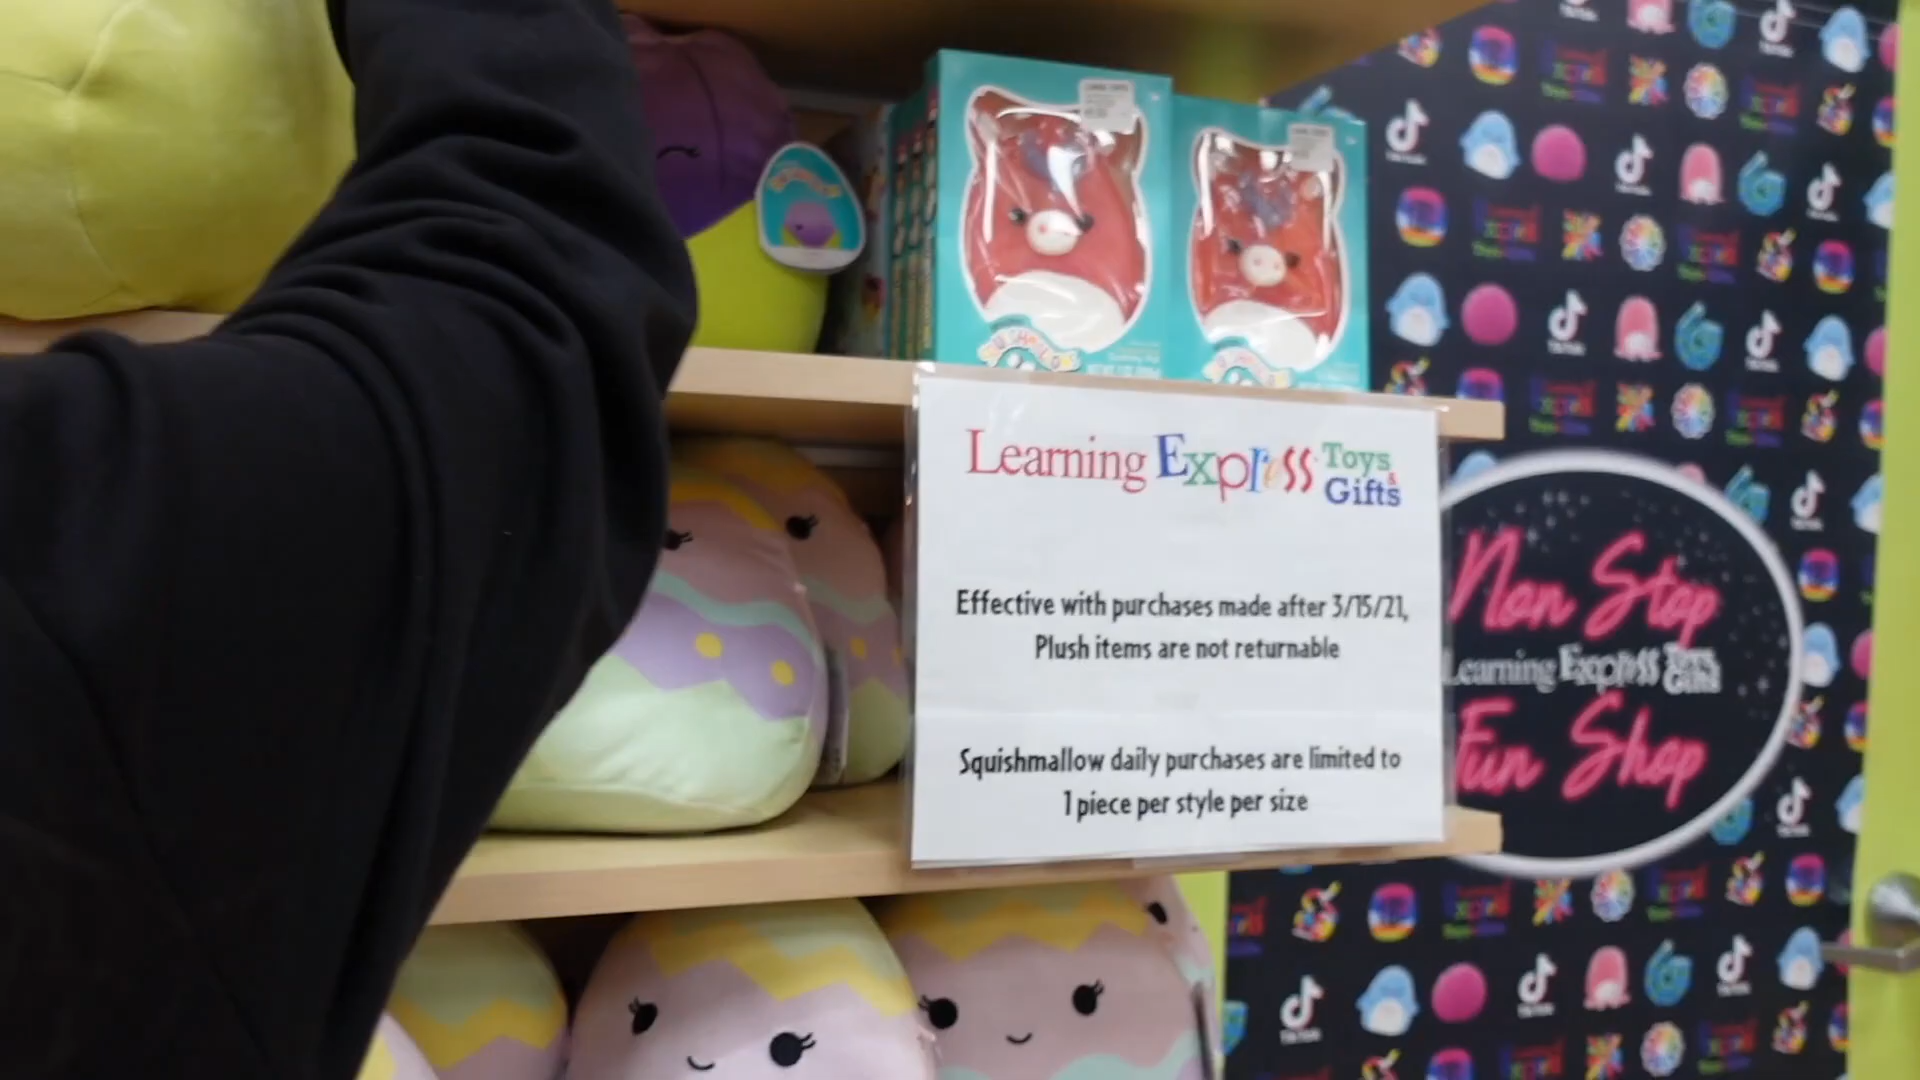 Learning Express Toys & Gifts
Effective with purchases made after 3/15/21,
Plush items are not returnable
Squishmallow daily purchases are limited to
1 piece per style per size
Non Stop
Learning Express Toys & Gifts
Fun Shop